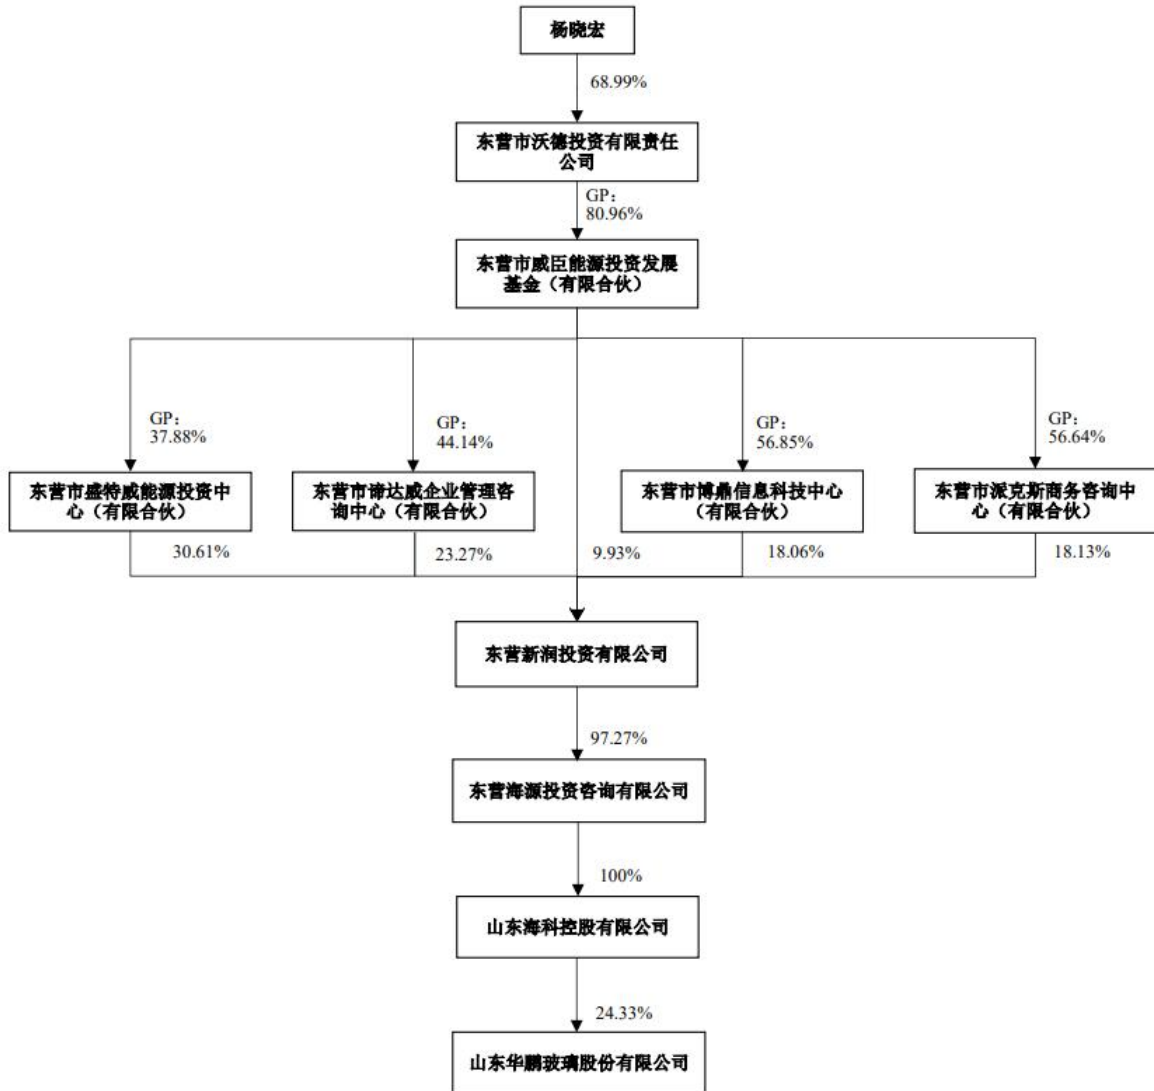 杨晓宏
68.99%
东营市沃德投资有限责任
公司
GP：
80.96%
东营市威臣能源投资发展
基金（有限合伙）
GP：
37.88%
GP：
44.14%
GP：
56.85%
GP：
56.64%
东营市盛特威能源投资中
心（有限合伙）
东营市谛达威企业管理咨
询中心（有限合伙）
东营市博鼎信息科技中心
（有限合伙）
东营市派克斯商务咨询中
心（有限合伙）
30.61%
23.27%
9.93%
18.06%
18.13%
东营新润投资有限公司
97.27%
东营海源投资咨询有限公司
100%
山东海科控股有限公司
24.33%
山东华鹏玻璃股份有限公司